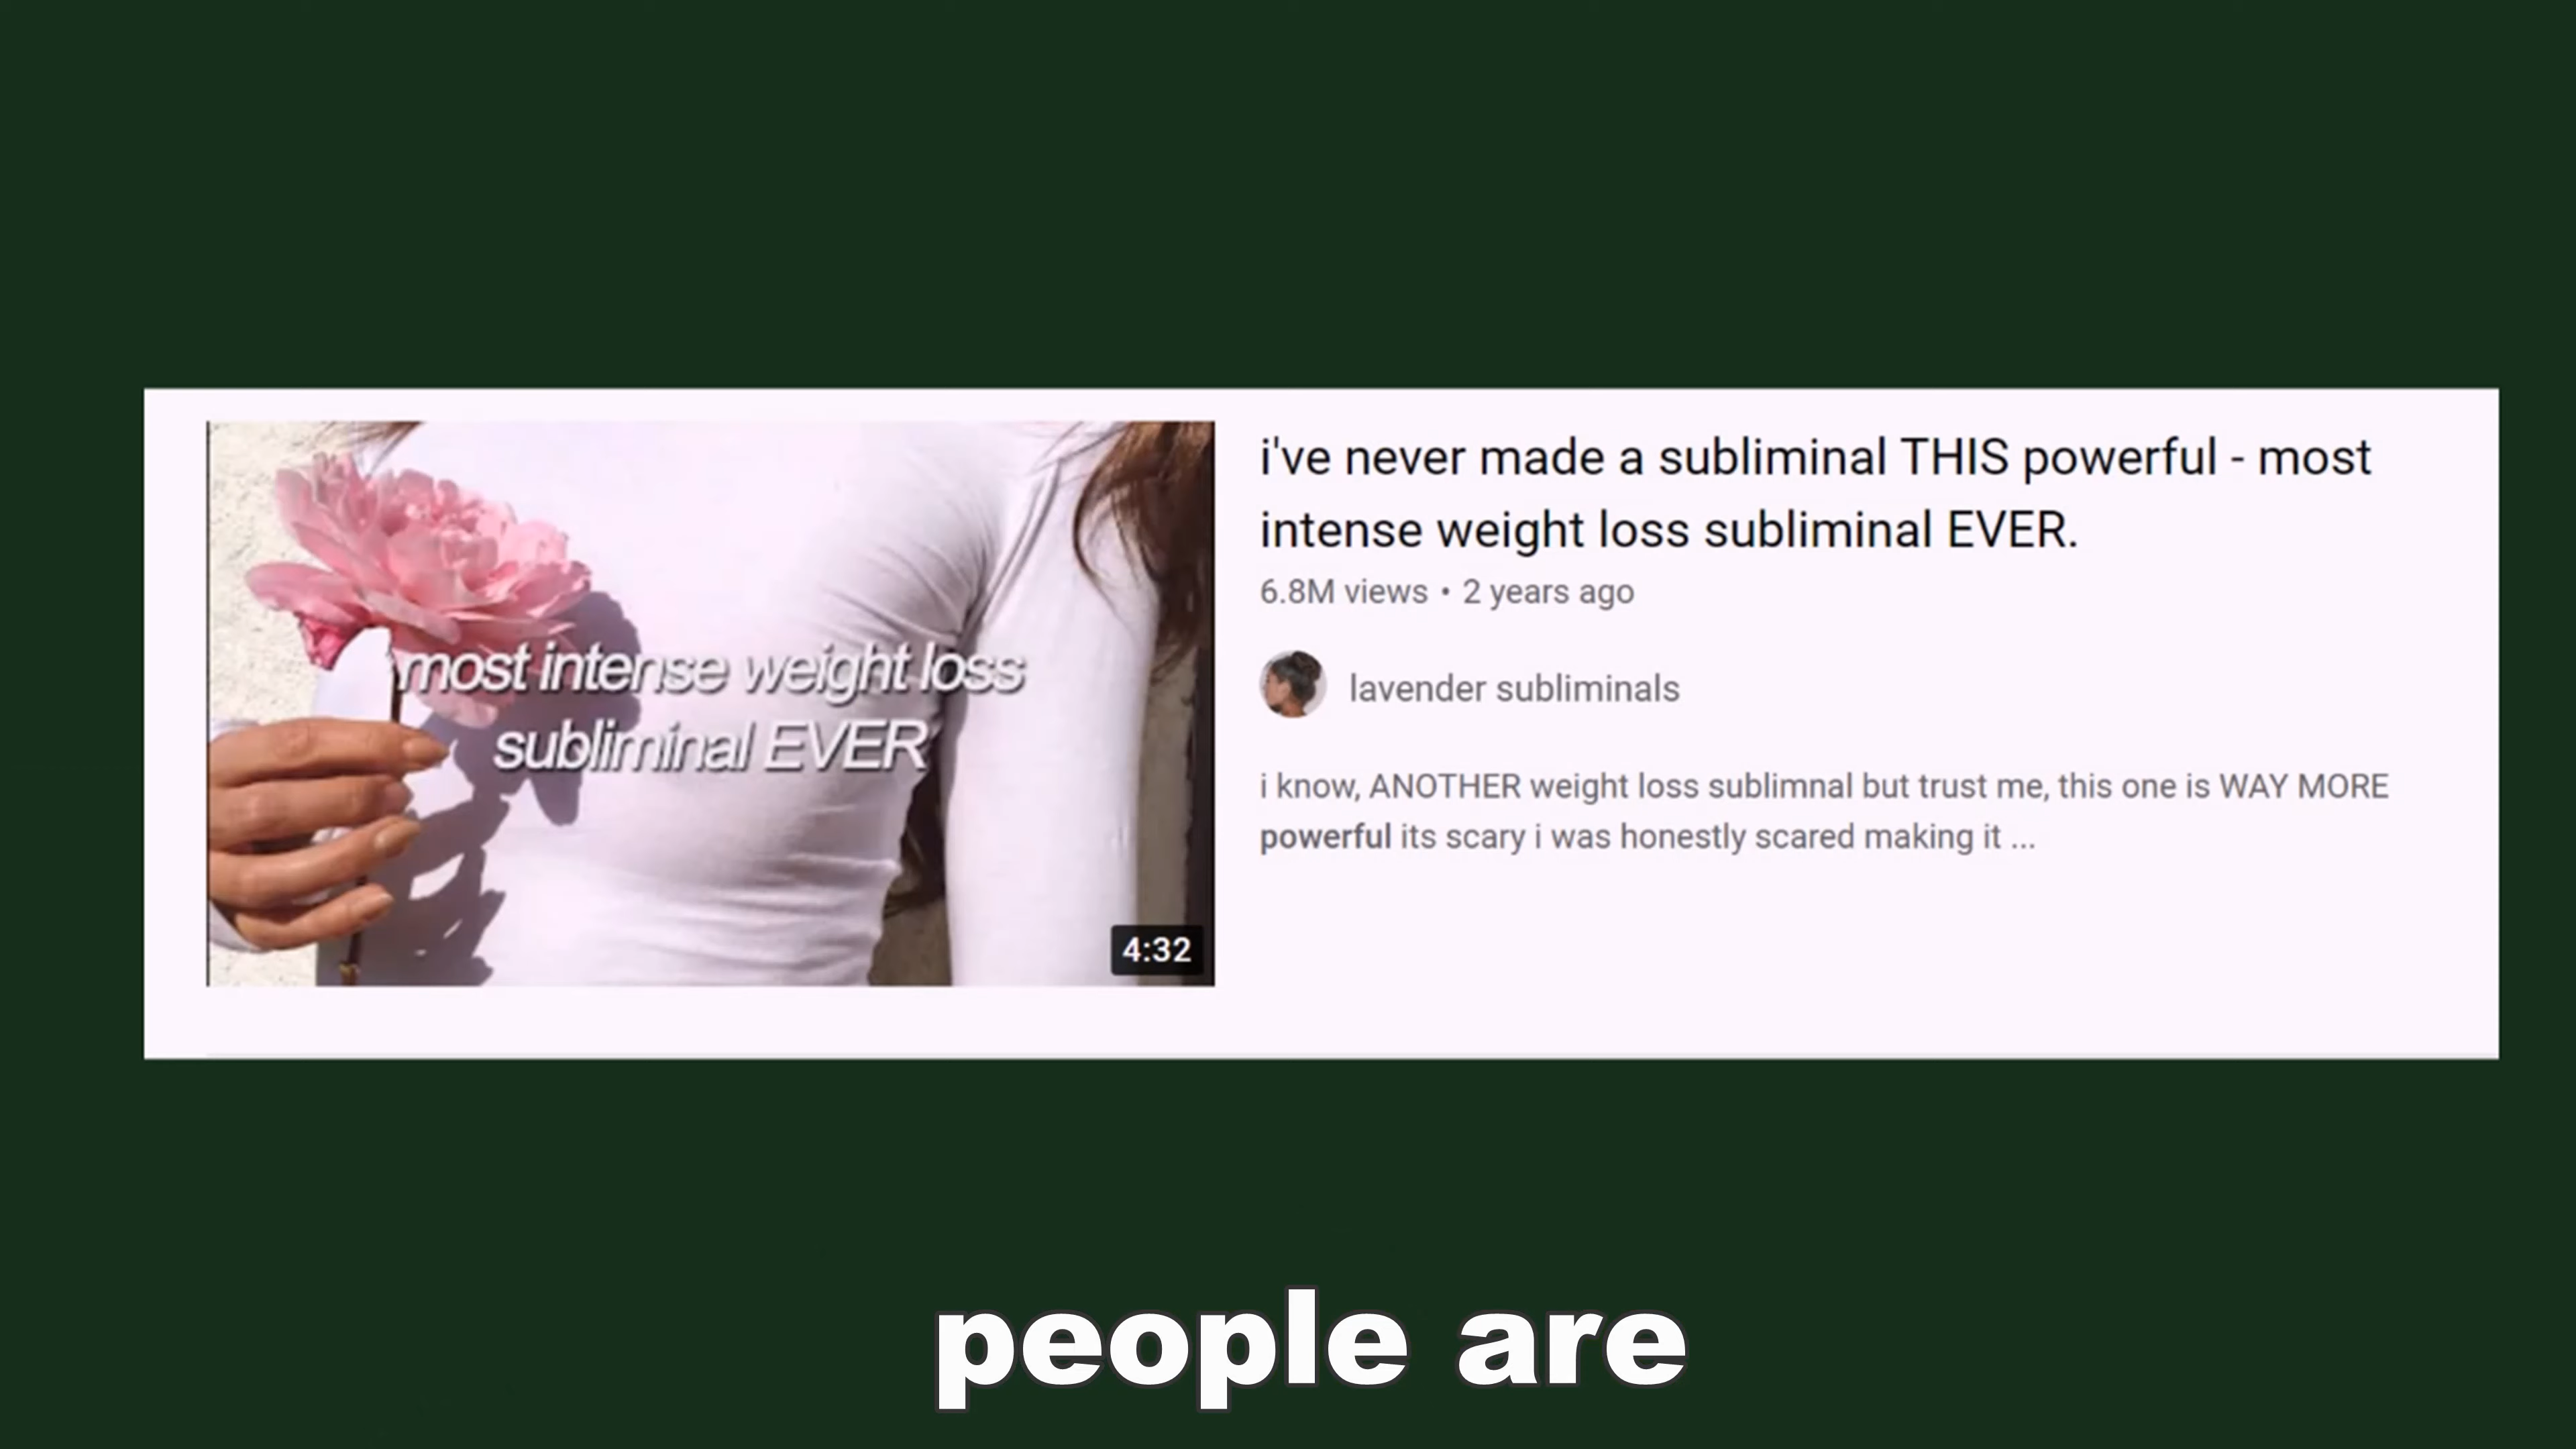 most intense weight loss
subliminal EVER
4:32
i've never made a subliminal THIS powerful - most
intense weight loss subliminal EVER.
6.8M views • 2 years ago
lavender subliminals
i know, ANOTHER weight loss sublimnal but trust me, this one is WAY MORE
powerful its scary i was honestly scared making it ...
people are